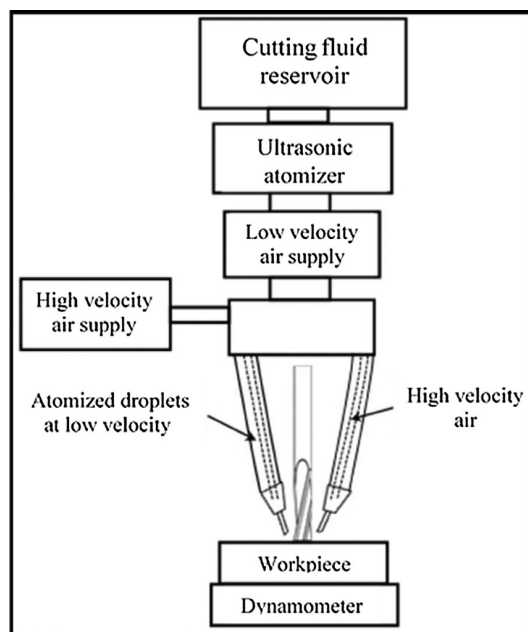 Cutting fluid
reservoir
Ultrasonic
atomizer
Low velocity
air supply
High velocity
air supply
Atomized droplets
at low velocity
High velocity
air
Workpiece
Dynamometer